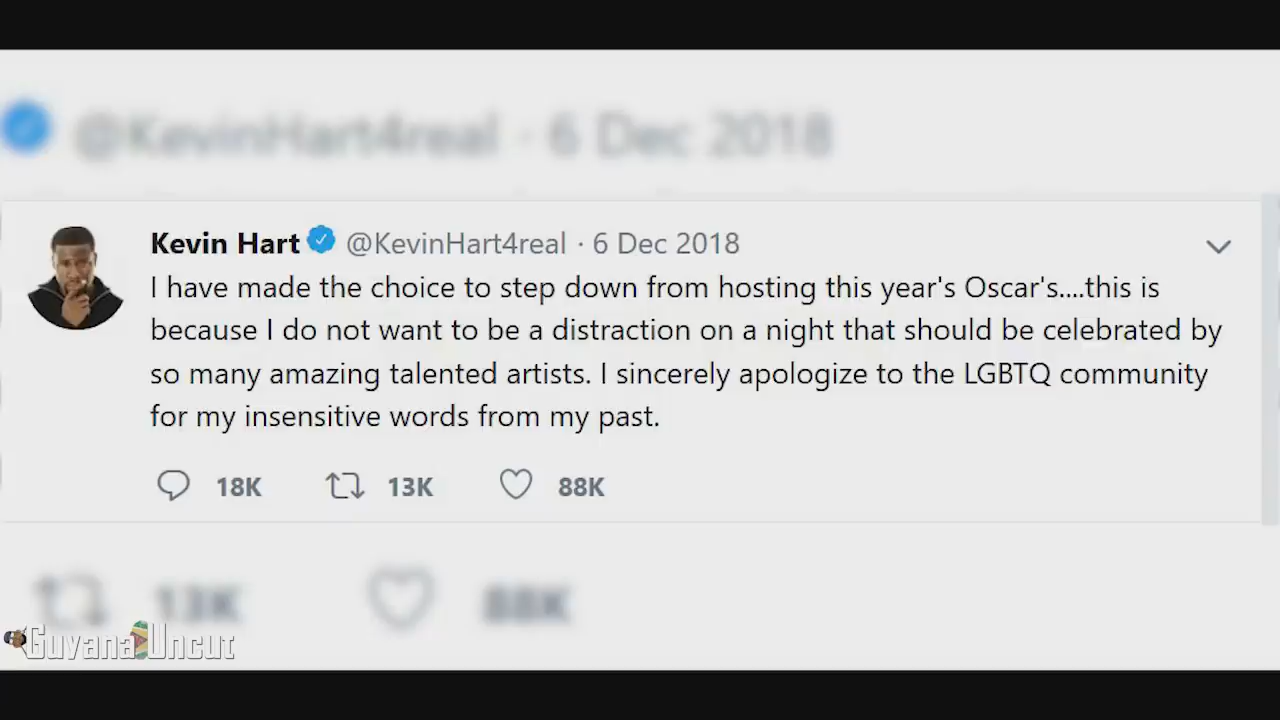 @KevinHart4real · 6 Dec 2018
Kevin Hart @KevinHart4real · 6 Dec 2018
I have made the choice to step down from hosting this year's Oscar's....this is
because I do not want to be a distraction on a night that should be celebrated by
so many amazing talented artists. I sincerely apologize to the LGBTQ community
for my insensitive words from my past.
18K 13K 88K
13K 88K
Guyana Uncut